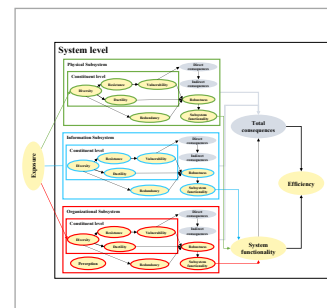 System level
Physical Subsystem
Constituent level
Diversity
Resistance
Vulnerability
Ductility
Redundancy
Direct
consequences
Indirect
consequences
Robustness
Subsystem
functionality
Information Subsystem
Constituent level
Diversity
Resistance
Vulnerability
Ductility
Redundancy
Direct
consequences
Indirect
consequences
Robustness
Subsystem
functionality
Organizational Subsystem
Constituent level
Diversity
Resistance
Vulnerability
Ductility
Perception
Redundancy
Direct
consequences
Indirect
consequences
Robustness
Subsystem
functionality
Exposure
Total
consequences
System
functionality
Efficiency